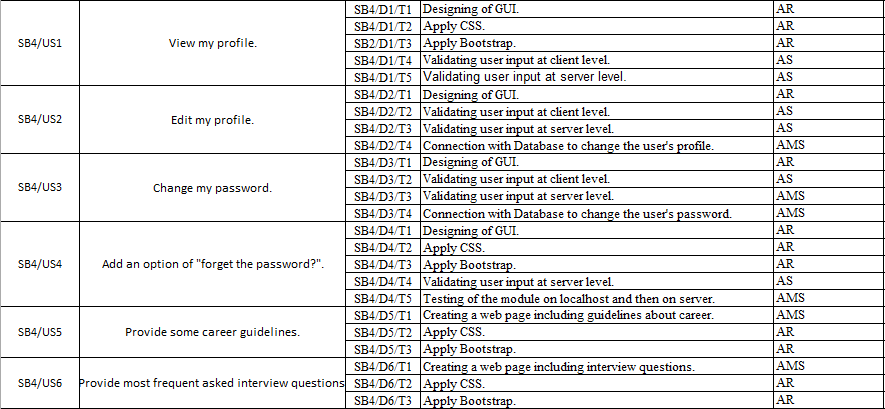 SB4/US1 View my profile. SB4/D1/T1 Designing of GUI. AR
SB4/D1/T2 Apply CSS. AR
SB2/D1/T3 Apply Bootstrap. AR
SB4/D1/T4 Validating user input at client level. AS
SB4/D1/T5 Validating user input at server level. AS
SB4/US2 Edit my profile. SB4/D2/T1 Designing of GUI. AR
SB4/D2/T2 Validating user input at client level. AS
SB4/D2/T3 Validating user input at server level. AS
SB4/D2/T4 Connection with Database to change the user's profile. AMS
SB4/US3 Change my password. SB4/D3/T1 Designing of GUI. AR
SB4/D3/T2 Validating user input at client level. AS
SB4/D3/T3 Validating user input at server level. AMS
SB4/D3/T4 Connection with Database to change the user's password. AMS
SB4/US4 Add an option of "forget the password?". SB4/D4/T1 Designing of GUI. AR
SB4/D4/T2 Apply CSS. AR
SB4/D4/T3 Apply Bootstrap. AR
SB4/D4/T4 Validating user input at server level. AS
SB4/D4/T5 Testing of the module on localhost and then on server. AMS
SB4/US5 Provide some career guidelines. SB4/D5/T1 Creating a web page including guidelines about career. AMS
SB4/D5/T2 Apply CSS. AR
SB4/D5/T3 Apply Bootstrap. AR
SB4/US6 Provide most frequent asked interview questions SB4/D6/T1 Creating a web page including interview questions. AMS
SB4/D6/T2 Apply CSS. AR
SB4/D6/T3 Apply Bootstrap. AR